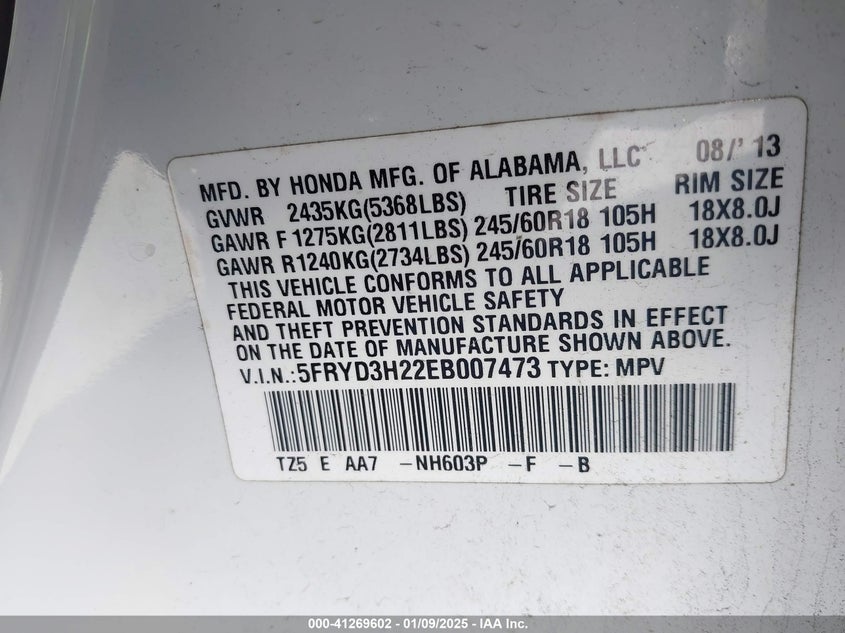 MFD. BY HONDA MFG. OF ALABAMA, LLC 08/'13
GVWR 2435KG(5368LBS) TIRE SIZE RIM SIZE
GAWR F1275KG(2811LBS) 245/60R18 105H 18X8.0J
GAWR R1240KG(2734LBS) 245/60R18 105H 18X8.0J
THIS VEHICLE CONFORMS TO ALL APPLICABLE
FEDERAL MOTOR VEHICLE SAFETY
AND THEFT PREVENTION STANDARDS IN EFFECT
ON THE DATE OF MANUFACTURE SHOWN ABOVE.
V.I.N.:5FRYD3H22EB007473 TYPE: MPV
TZ5 E AA7 -NH603P -F -B
000-41269602 - 01/09/2025 - IAA Inc.